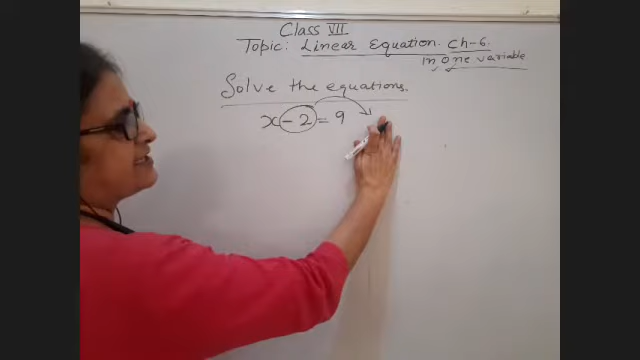 Class VII
Topic: Linear Equation. Ch-6.
in one variable
Solve the equations.
x - 2 = 9